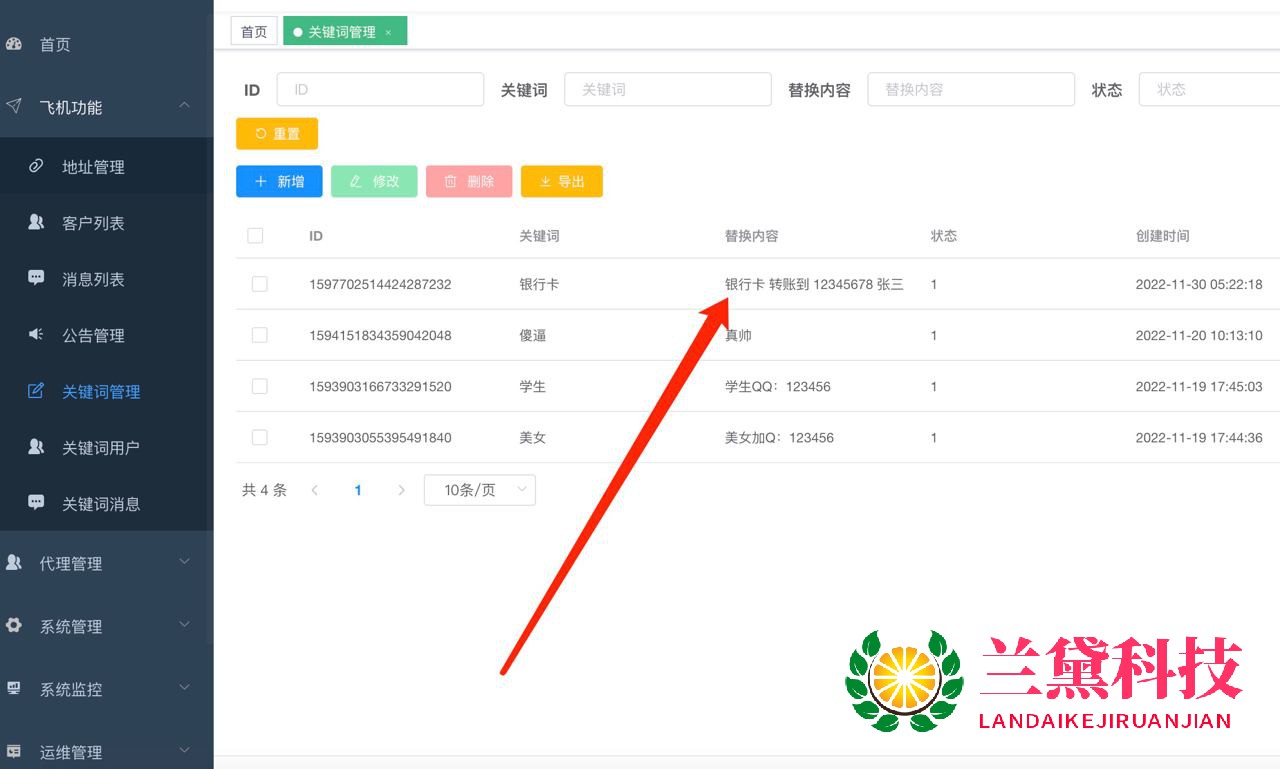 首页
飞机功能
地址管理
客户列表
消息列表
公告管理
关键词管理
关键词用户
关键词消息
代理管理
系统管理
系统监控
运维管理
首页 关键词管理 ×
ID ID 关键词 关键词 替换内容 替换内容 状态 状态
重置
新增 修改 删除 导出
ID 关键词 替换内容 状态 创建时间
1597702514424287232 银行卡 银行卡 转账到 12345678 张三 1 2022-11-30 05:22:18
1594151834359042048 傻逼 真帅 1 2022-11-20 10:13:10
1593903166733291520 学生 学生QQ：123456 1 2022-11-19 17:45:03
1593903055395491840 美女 美女加Q：123456 1 2022-11-19 17:44:36
共 4 条 1 10条/页
兰黛科技
LANDAIKEJIRUANJIAN